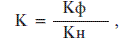 K = Кф / Кн ,